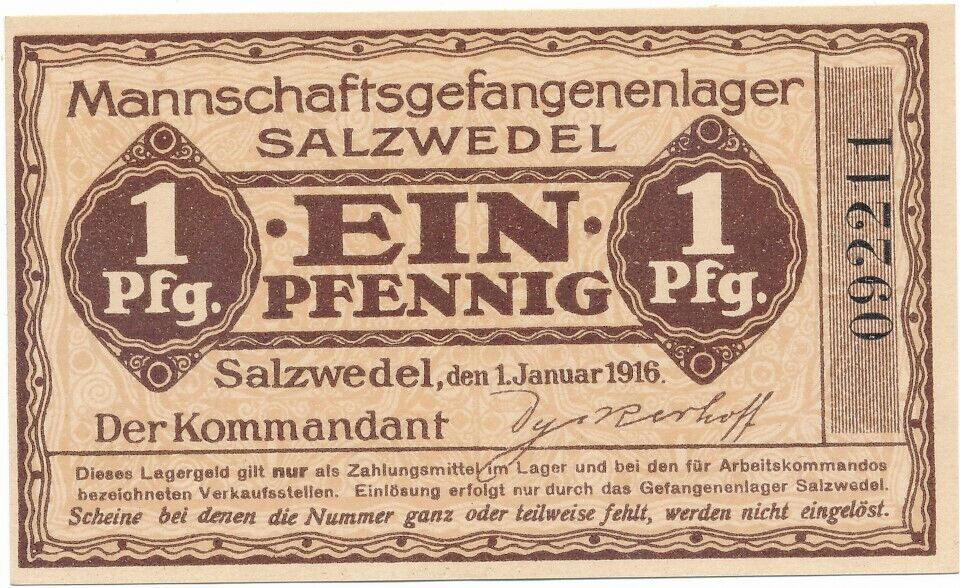 Mannschaftsgefangenenlager
SALZWEDEL
1
Pfg.
·EIN·
PFENNIG
1
Pfg.
Salzwedel, den 1. Januar 1916.
Der Kommandant Dyckerhoff
Dieses Lagergeld gilt nur als Zahlungsmittel im Lager und bei den für Arbeitskommandos
bezeichneten Verkaufsstellen. Einlösung erfolgt nur durch das Gefangenenlager Salzwedel.
Scheine bei denen die Nummer ganz oder teilweise fehlt, werden nicht eingelöst.
092211